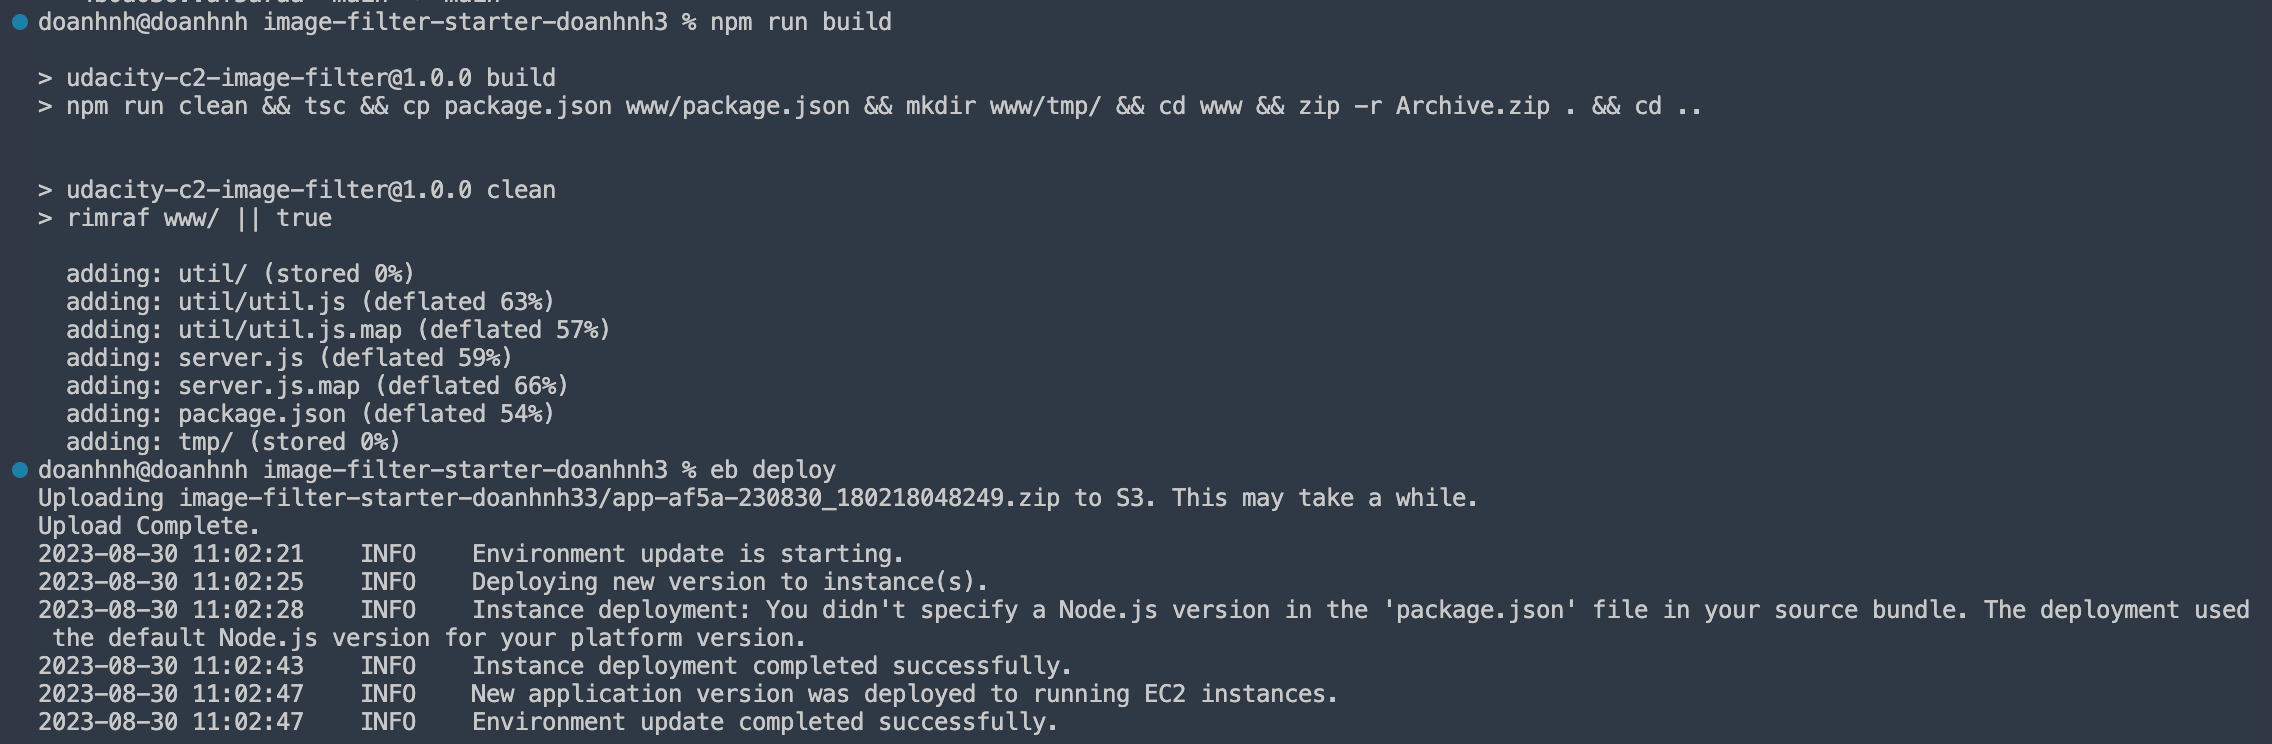 doanhnh@doanhnh image-filter-starter-doanhnh3 % npm run build
> udacity-c2-image-filter@1.0.0 build
> npm run clean && tsc && cp package.json www/package.json && mkdir www/tmp/ && cd www && zip -r Archive.zip . && cd ..
> udacity-c2-image-filter@1.0.0 clean
> rimraf www/ || true
adding: util/ (stored 0%)
adding: util/util.js (deflated 63%)
adding: util/util.js.map (deflated 57%)
adding: server.js (deflated 59%)
adding: server.js.map (deflated 66%)
adding: package.json (deflated 54%)
adding: tmp/ (stored 0%)
doanhnh@doanhnh image-filter-starter-doanhnh3 % eb deploy
Uploading image-filter-starter-doanhnh33/app-af5a-230830_180218048249.zip to S3. This may take a while.
Upload Complete.
2023-08-30 11:02:21    INFO    Environment update is starting.
2023-08-30 11:02:25    INFO    Deploying new version to instance(s).
2023-08-30 11:02:28    INFO    Instance deployment: You didn't specify a Node.js version in the 'package.json' file in your source bundle. The deployment used
the default Node.js version for your platform version.
2023-08-30 11:02:43    INFO    Instance deployment completed successfully.
2023-08-30 11:02:47    INFO    New application version was deployed to running EC2 instances.
2023-08-30 11:02:47    INFO    Environment update completed successfully.